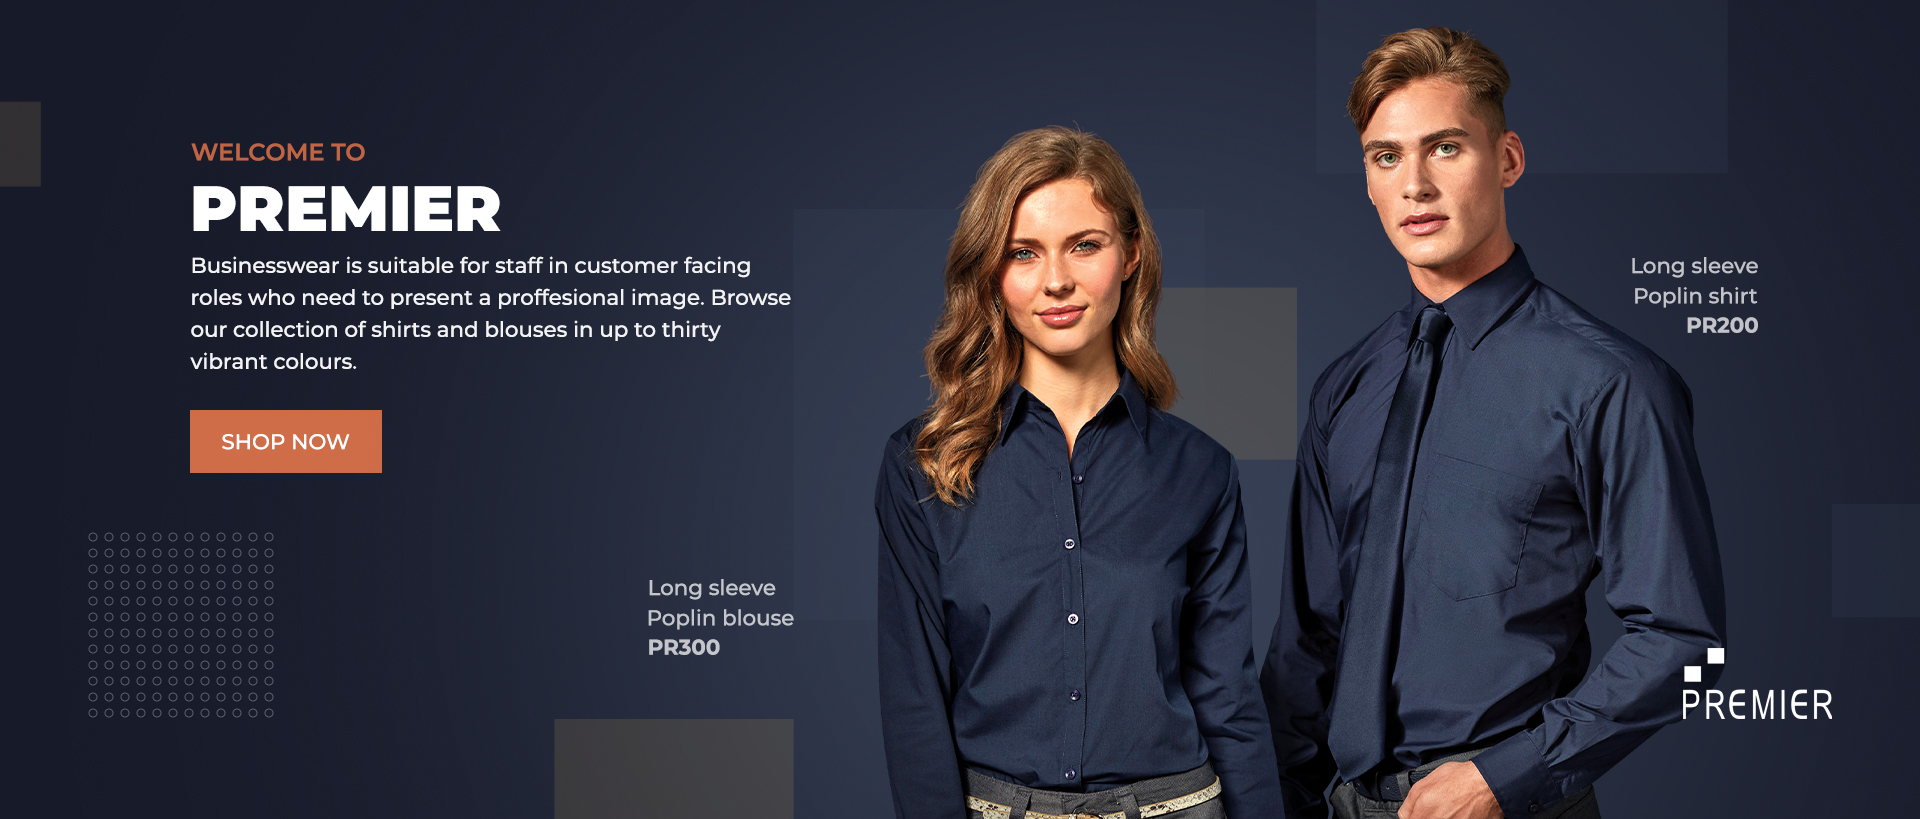 WELCOME TO
PREMIER
Businesswear is suitable for staff in customer facing
roles who need to present a proffesional image. Browse
our collection of shirts and blouses in up to thirty
vibrant colours.
SHOP NOW
Long sleeve
Poplin blouse
PR300
Long sleeve
Poplin shirt
PR200
PREMIER